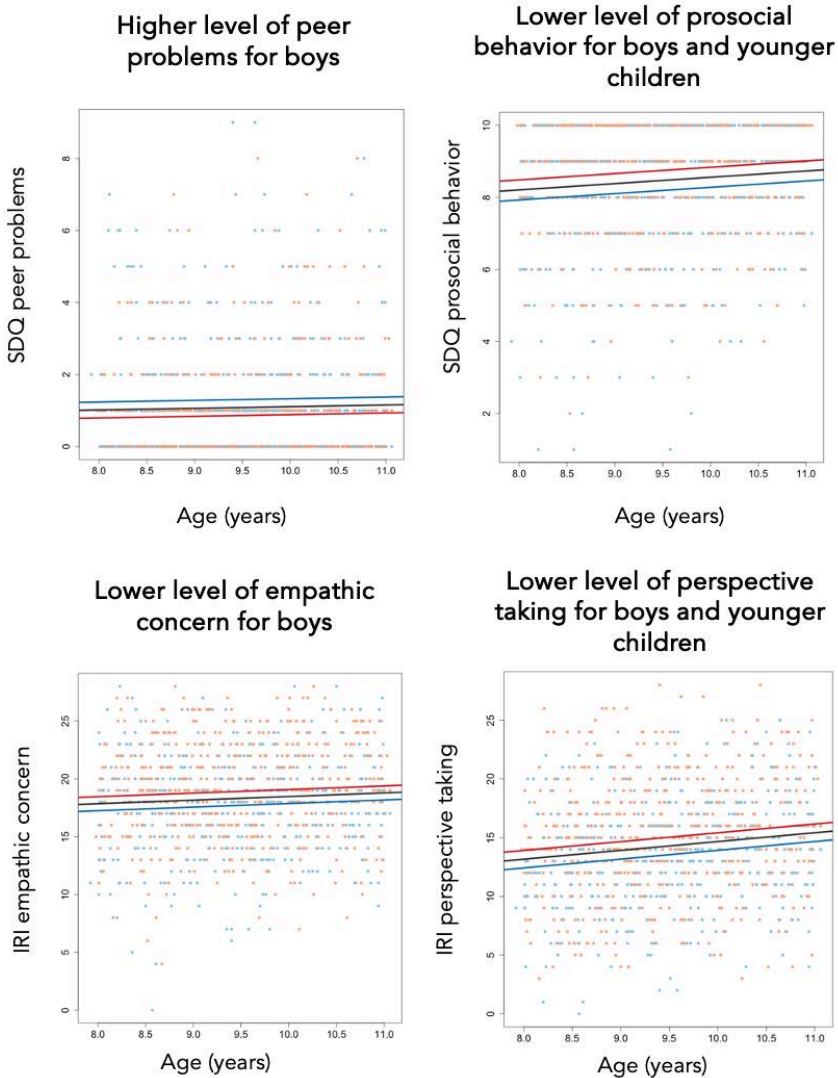 Higher level of peer
problems for boys
SDQ peer problems
8
6
4
2
0
8.0 8.5 9.0 9.5 10.0 10.5 11.0
Age (years)
Lower level of prosocial
behavior for boys and younger
children
SDQ prosocial behavior
10
8
6
4
2
8.0 8.5 9.0 9.5 10.0 10.5 11.0
Age (years)
Lower level of empathic
concern for boys
IRI empathic concern
25
20
15
10
5
0
8.0 8.5 9.0 9.5 10.0 10.5 11.0
Age (years)
Lower level of perspective
taking for boys and younger
children
IRI perspective taking
25
20
15
10
5
0
8.0 8.5 9.0 9.5 10.0 10.5 11.0
Age (years)